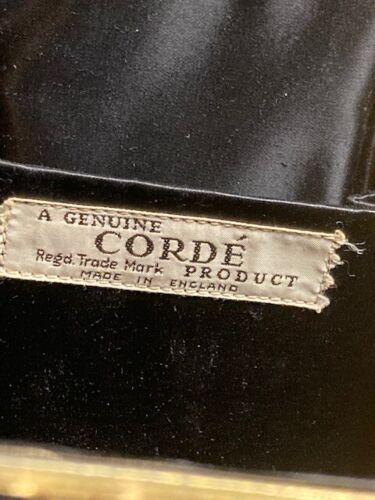 A GENUINE
CORDÉ
Regd. Trade Mark PRODUCT
MADE IN ENGLAND